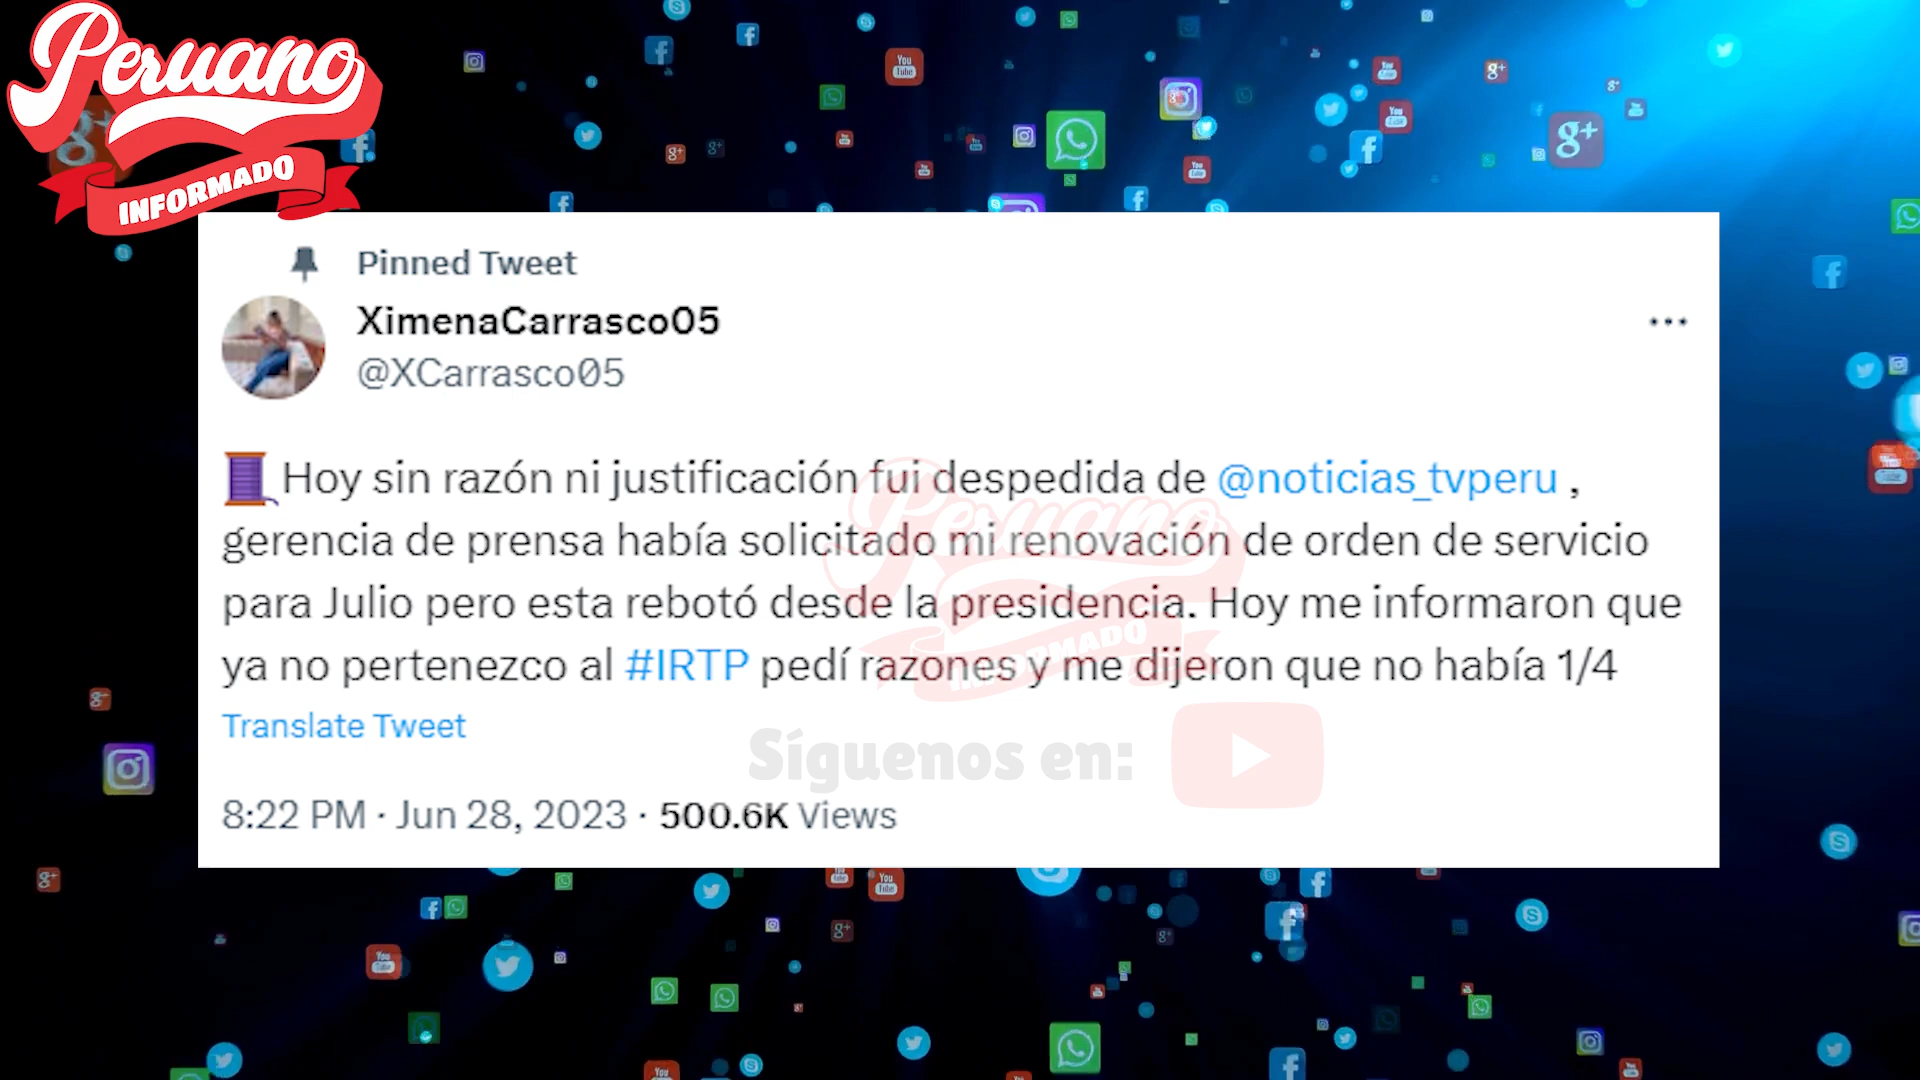 Peruano
INFORMADO
Pinned Tweet
XimenaCarrasco05
@XCarrasco05
Hoy sin razón ni justificación fui despedida de @noticias_tvperu ,
gerencia de prensa había solicitado mi renovación de orden de servicio
para Julio pero esta rebotó desde la presidencia. Hoy me informaron que
ya no pertenezco al #IRTP pedí razones y me dijeron que no había 1/4
Translate Tweet
Peruano
INFORMADO
Síguenos en:
8:22 PM · Jun 28, 2023 · 500.6K Views